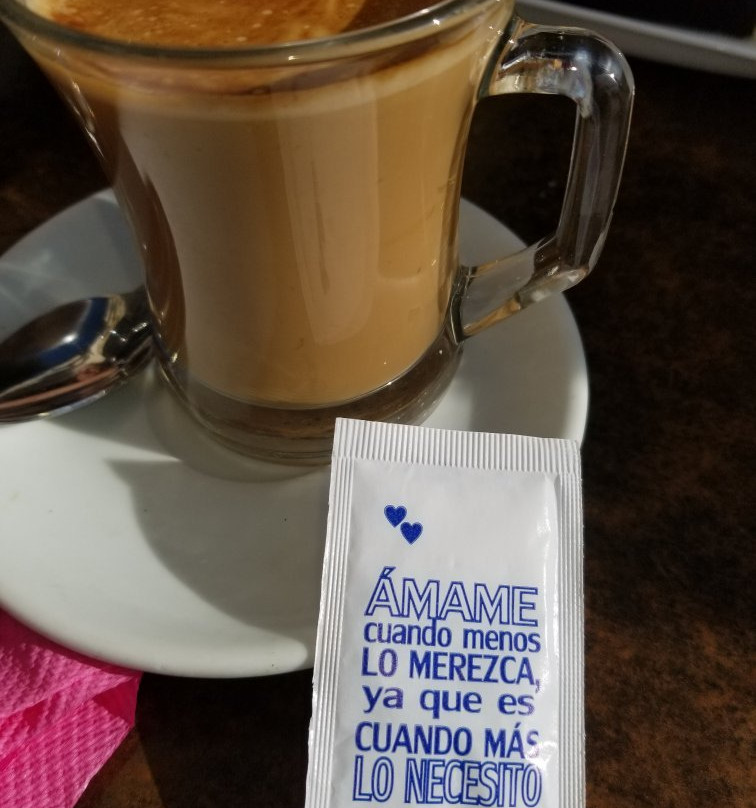 ÁMAME
cuando menos
LO MEREZCA,
ya que es
CUANDO MÁS
LO NECESITO